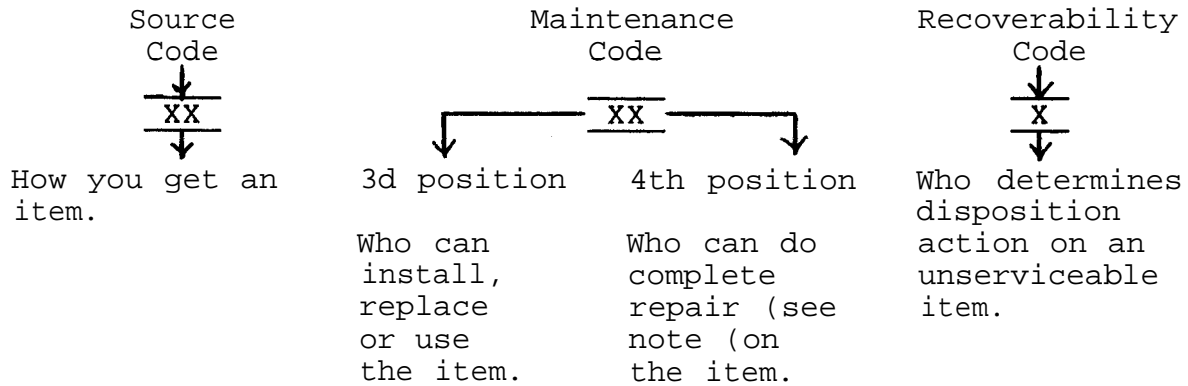 Source
Code
XX
How you get an
item.
Maintenance
Code
XX
3d position
Who can
install,
replace
or use
the item.
4th position
Who can do
complete
repair (see
note (on
the item.
Recoverability
Code
X
Who determines
disposition
action on an
unserviceable
item.